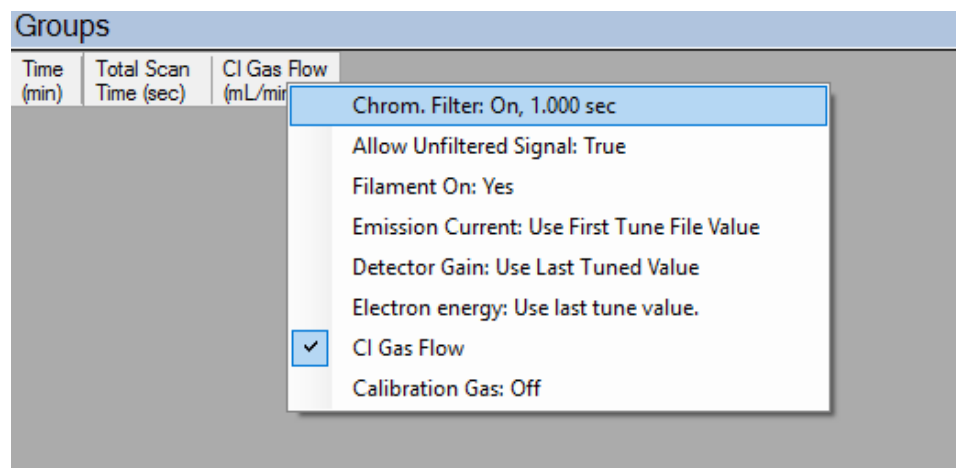 Groups
Time Total Scan CI Gas Flow
(min) Time (sec) (mL/min
Chrom. Filter: On, 1.000 sec
Allow Unfiltered Signal: True
Filament On: Yes
Emission Current: Use First Tune File Value
Detector Gain: Use Last Tuned Value
Electron energy: Use last tune value.
CI Gas Flow
Calibration Gas: Off